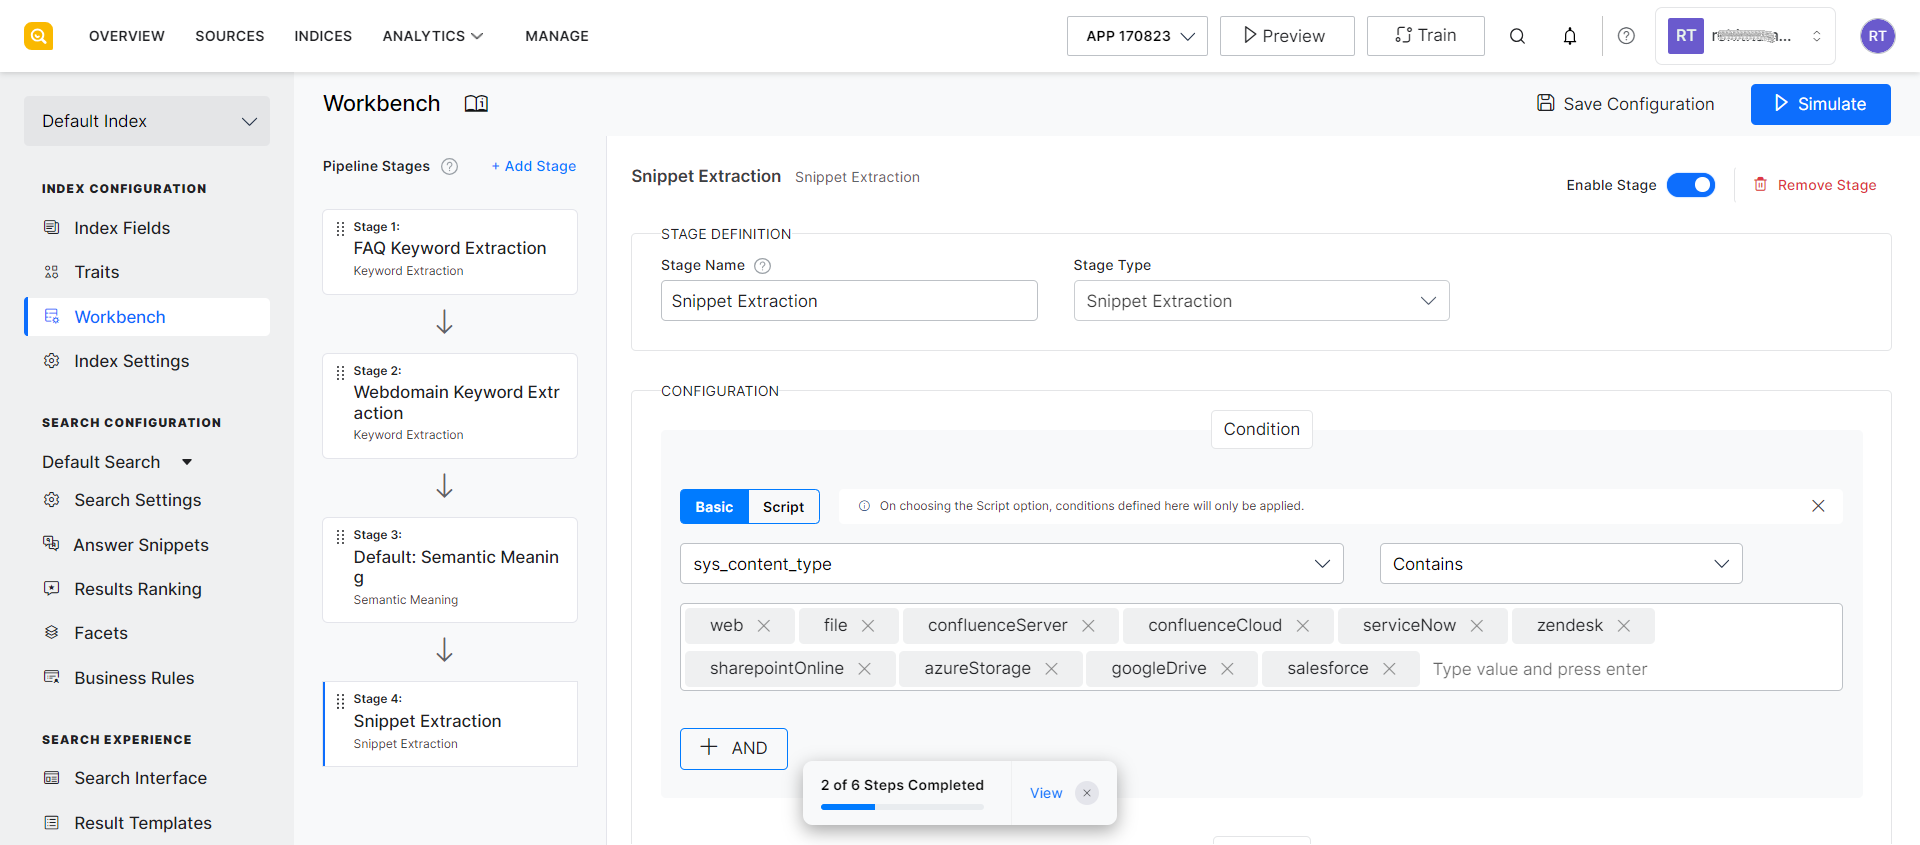 OVERVIEW SOURCES INDICES ANALYTICS MANAGE APP 170823 Preview Train RT RT
Default Index
INDEX CONFIGURATION
Index Fields
Traits
Workbench
Index Settings
SEARCH CONFIGURATION
Default Search
Search Settings
Answer Snippets
Results Ranking
Facets
Business Rules
SEARCH EXPERIENCE
Search Interface
Result Templates
Workbench
Save Configuration Simulate
Pipeline Stages + Add Stage
Stage 1:
FAQ Keyword Extraction
Keyword Extraction
Stage 2:
Webdomain Keyword Extr
action
Keyword Extraction
Stage 3:
Default: Semantic Meanin
g
Semantic Meaning
Stage 4:
Snippet Extraction
Snippet Extraction
Snippet Extraction Snippet Extraction
Enable Stage Remove Stage
STAGE DEFINITION
Stage Name Stage Type
Snippet Extraction Snippet Extraction
CONFIGURATION
Condition
Basic Script On choosing the Script option, conditions defined here will only be applied.
sys_content_type Contains
web file confluenceServer confluenceCloud serviceNow zendesk
sharepointOnline azureStorage googleDrive salesforce Type value and press enter
AND
2 of 6 Steps Completed View